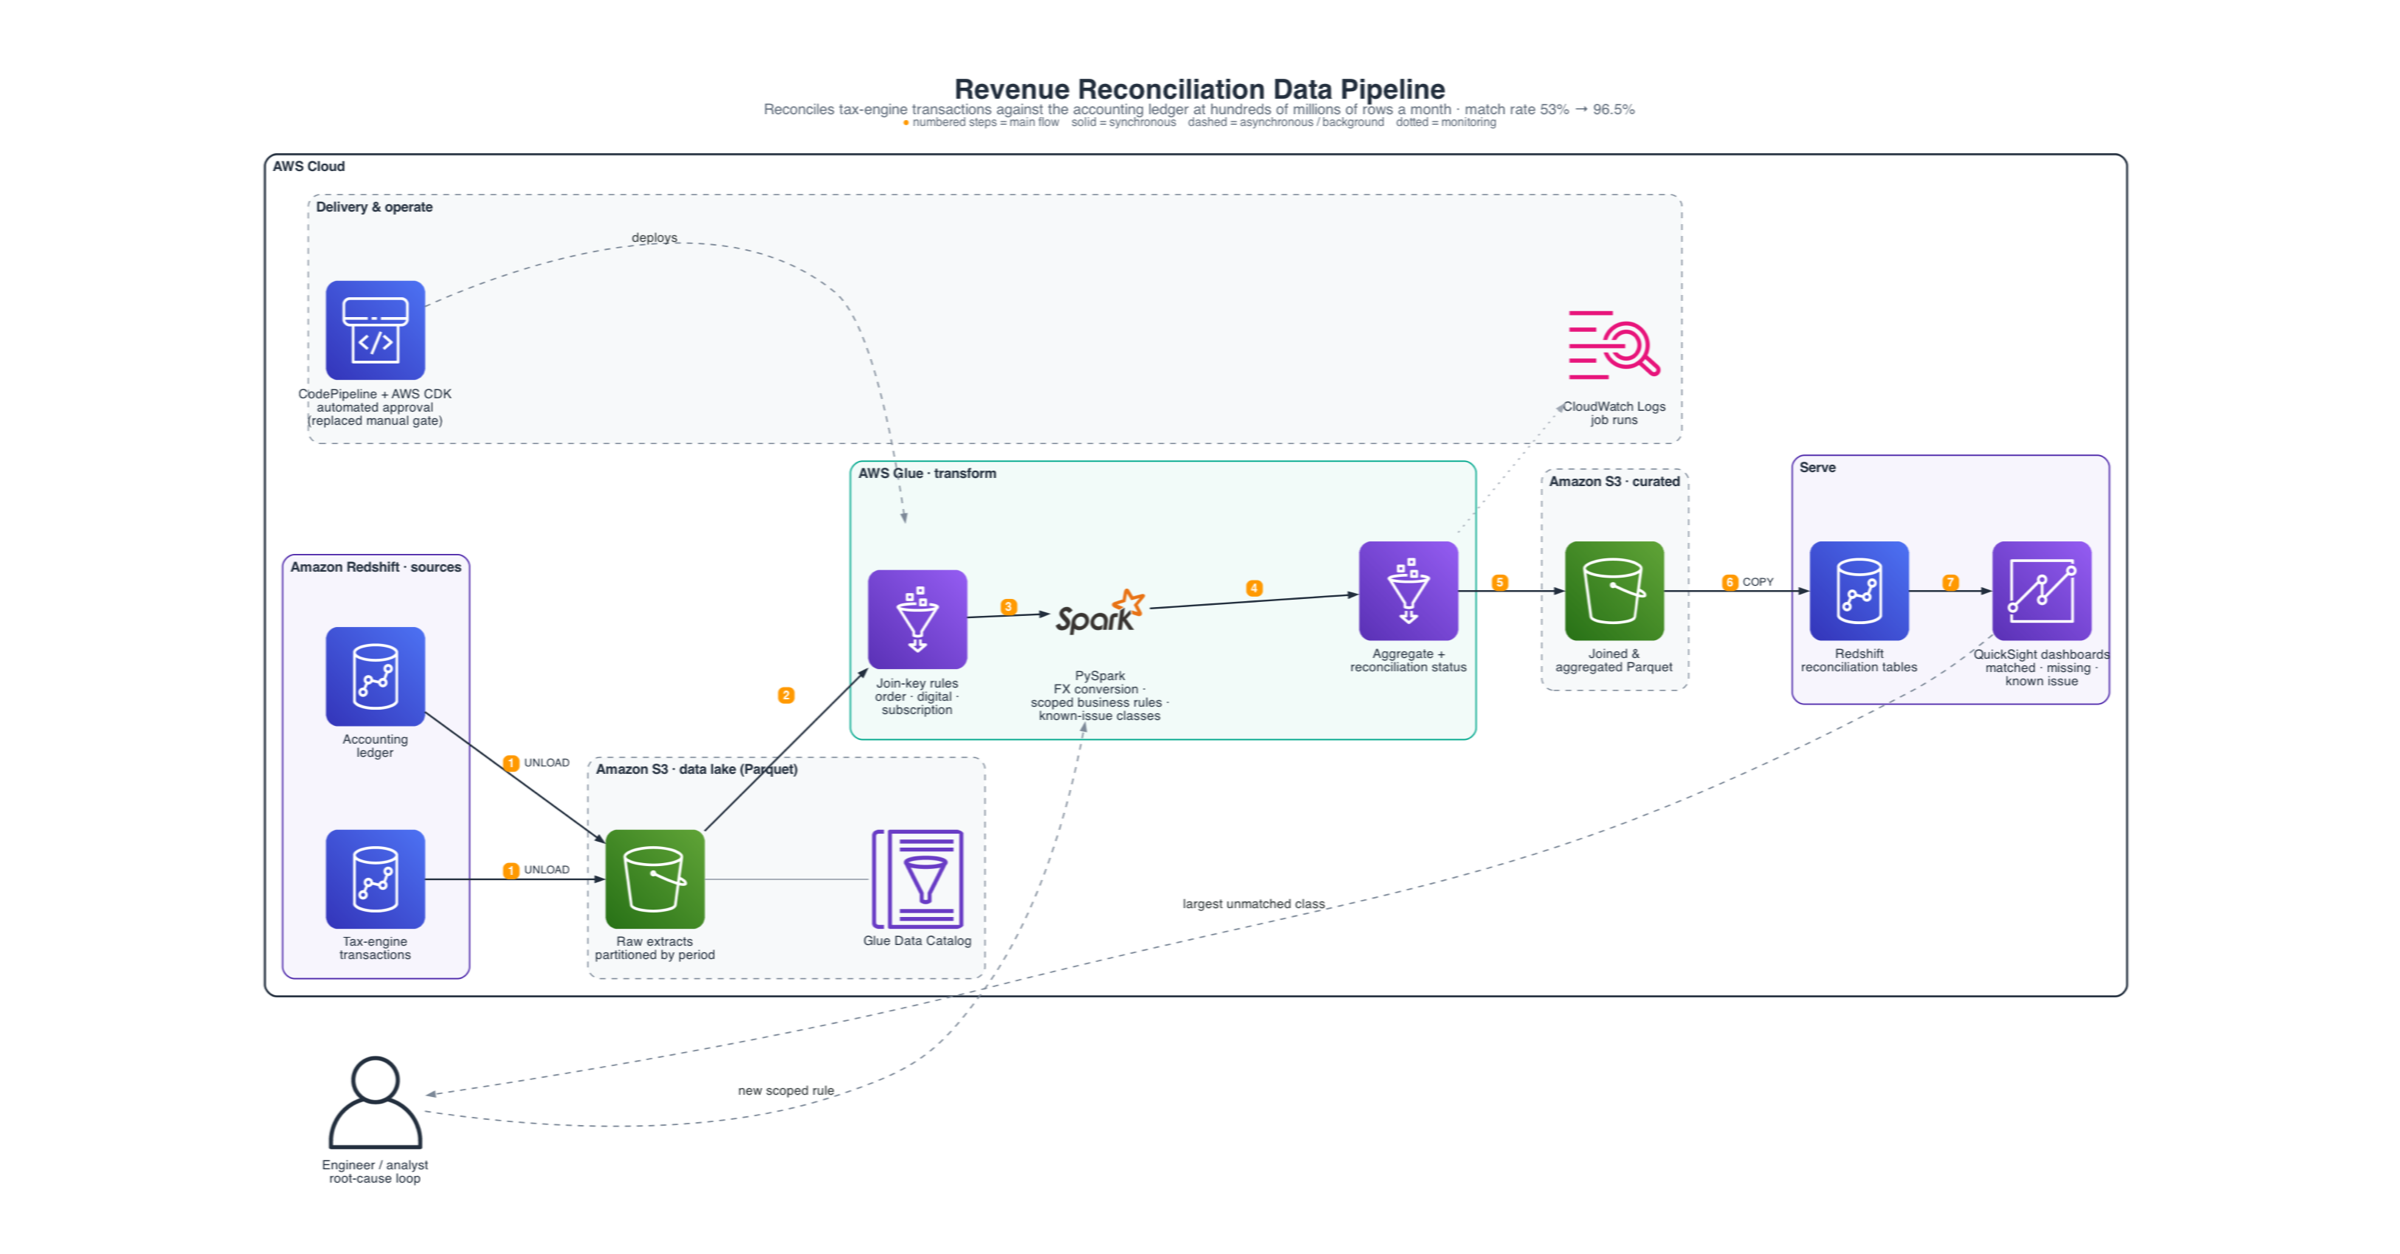 Revenue Reconciliation Data Pipeline
Reconciles tax-engine transactions against the accounting ledger at hundreds of millions of rows a month · match rate 53% → 96.5%
● numbered steps = main flow solid = synchronous dashed = asynchronous / background dotted = monitoring
AWS Cloud
Delivery & operate
deploys
CodePipeline + AWS CDK
automated approval
(replaced manual gate)
CloudWatch Logs
job runs
AWS Glue · transform
Amazon S3 · curated
Serve
Amazon Redshift · sources
Accounting
ledger
Tax-engine
transactions
1 UNLOAD
1 UNLOAD
Amazon S3 · data lake (Parquet)
Raw extracts
partitioned by period
Glue Data Catalog
2
Join-key rules
order · digital ·
subscription
3
Spark
PySpark
FX conversion ·
scoped business rules ·
known-issue classes
4
Aggregate +
reconciliation status
5
Joined &
aggregated Parquet
6 COPY
Redshift
reconciliation tables
7
QuickSight dashboards
matched · missing ·
known issue
largest unmatched class
new scoped rule
Engineer / analyst
root-cause loop